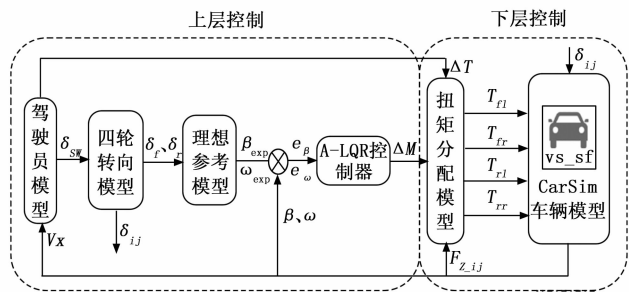 上层控制
下层控制
驾驶员模型
δSW
四轮转向模型
δf、δr
理想参考模型
βexp
ωexp
eβ
eω
A-LQR控制器
ΔM
ΔT
扭矩分配模型
Tfl
Tfr
Trl
Trr
δij
vs_sf
CarSim
车辆模型
δij
Vx
β、ω
FZ_ij